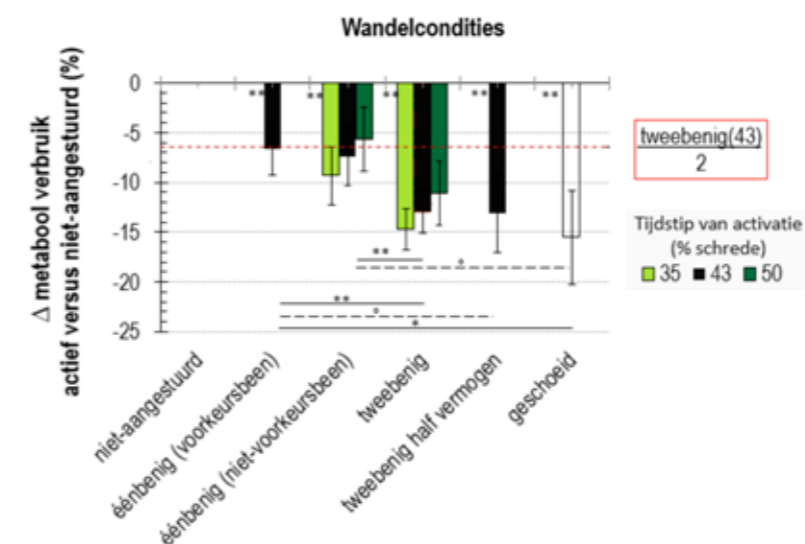 Wandelcondities
Δ metabool verbruik
actief versus niet-aangestuurd (%)
0
-5
-10
-15
-20
-25
**
**
**
**
**
**
°
**
°
*
niet-aangestuurd
éénbenig (voorkeursbeen)
éénbenig (niet-voorkeursbeen)
tweebenig
tweebenig half vermogen
geschoeid
tweebenig(43)
2
Tijdstip van activatie
(% schrede)
35 43 50